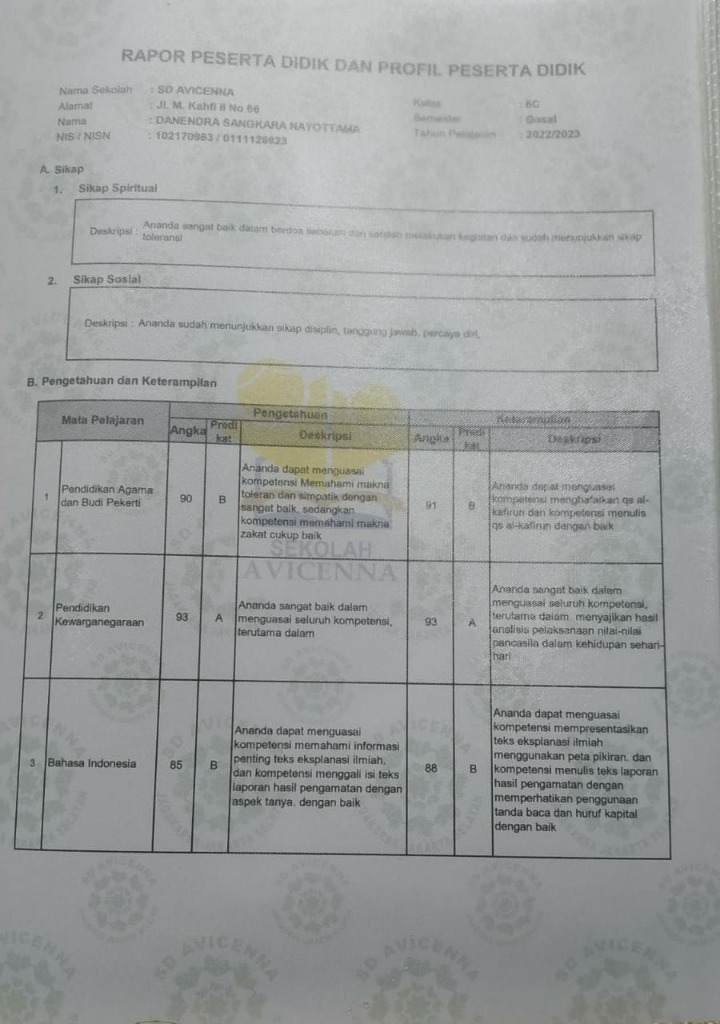 RAPOR PESERTA DIDIK DAN PROFIL PESERTA DIDIK
Nama Sekolah : SD AVICENNA
Alamat : Jl. M. Kahfi II No 66
Nama : DANENDRA SANGKARA NAYOTTAMA
NIS / NISN : 102170983 / 0111126623
Kelas : 6C
Semester : Gasal
Tahun Pelajaran : 2022/2023
A. Sikap
1. Sikap Spiritual
Deskripsi : Ananda sangat baik dalam berdoa sebelum dan setelah melakukan kegiatan dan sudah menunjukkan sikap
toleransi
2. Sikap Sosial
Deskripsi : Ananda sudah menunjukkan sikap disiplin, tanggung jawab, percaya diri,
B. Pengetahuan dan Keterampilan
Mata Pelajaran
Pengetahuan
Keterampilan
Angka
Predi
kat
Deskripsi
Angka
Predi
kat
Deskripsi
1
Pendidikan Agama
dan Budi Pekerti
90
B
Ananda dapat menguasai
kompetensi Memahami makna
toleran dan simpatik dengan
sangat baik, sedangkan
kompetensi memahami makna
zakat cukup baik
91
B
Ananda dapat menguasai
kompetensi menghafalkan qs al-
kafirun dan kompetensi menulis
qs al-kafirun dengan baik
SEKOLAH
AVICENNA
2
Pendidikan
Kewarganegaraan
93
A
Ananda sangat baik dalam
menguasai seluruh kompetensi,
terutama dalam
93
A
Ananda sangat baik dalam
menguasai seluruh kompetensi,
terutama dalam menyajikan hasil
analisis pelaksanaan nilai-nilai
pancasila dalam kehidupan sehari-
hari
3
Bahasa Indonesia
85
B
Ananda dapat menguasai
kompetensi memahami informasi
penting teks eksplanasi ilmiah,
dan kompetensi menggali isi teks
laporan hasil pengamatan dengan
aspek tanya. dengan baik
88
B
Ananda dapat menguasai
kompetensi mempresentasikan
teks eksplanasi ilmiah
menggunakan peta pikiran. dan
kompetensi menulis teks laporan
hasil pengamatan dengan
memperhatikan penggunaan
tanda baca dan huruf kapital
dengan baik
SD AVICENNA